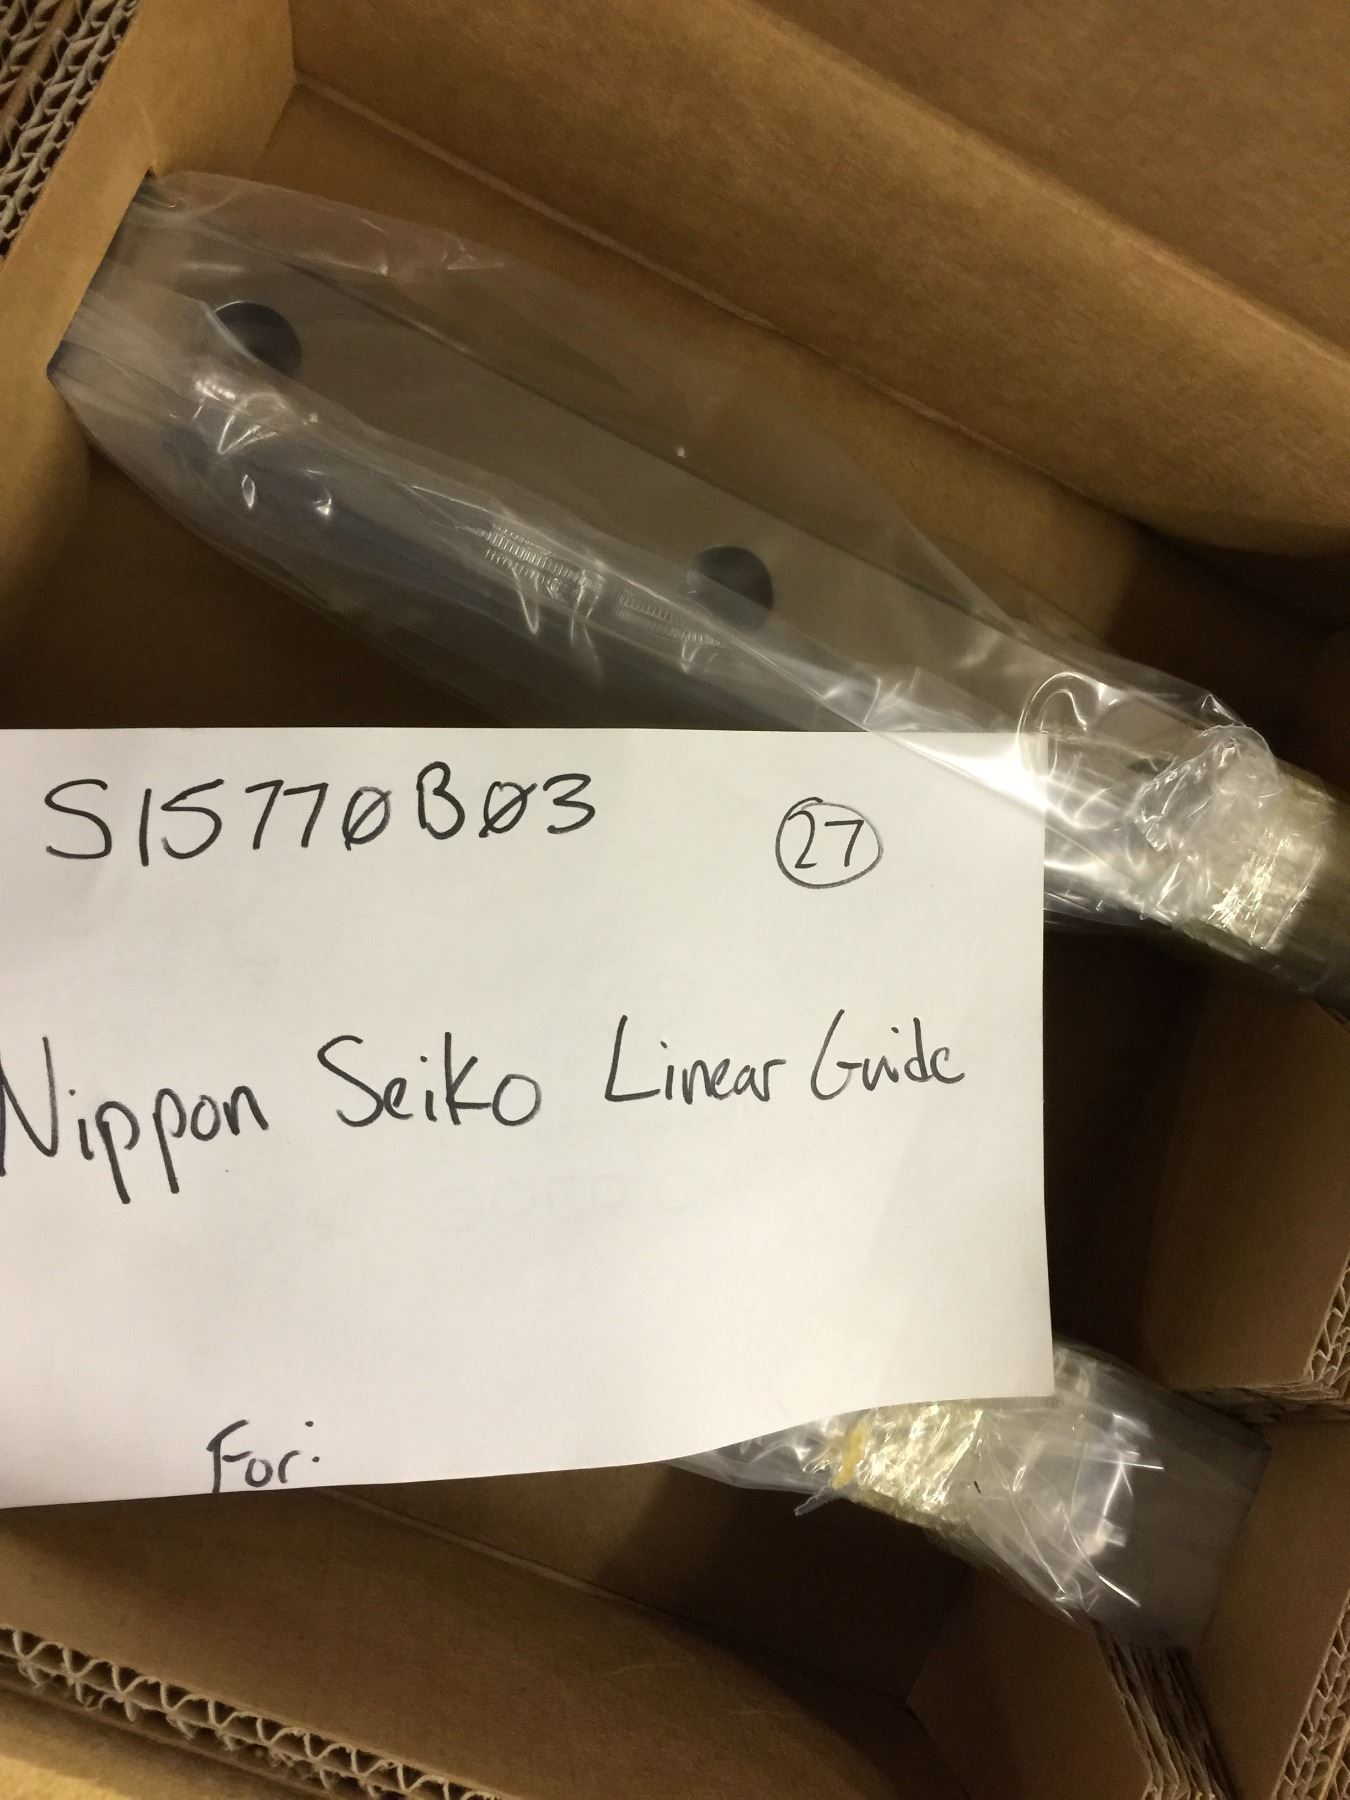 S15770B03 27
Nippon Seiko Linear Guide
For: